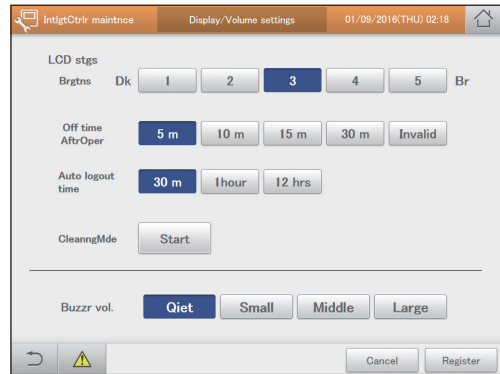 IntlgtCtrlr maintnce Display/Volume settings 01/09/2016(THU) 02:18
LCD stgs
Brgtns Dk 1 2 3 4 5 Br
Off time
AftrOper 5 m 10 m 15 m 30 m Invalid
Auto logout
time 30 m 1hour 12 hrs
CleanngMde Start
Buzzr vol. Qiet Small Middle Large
Cancel Register